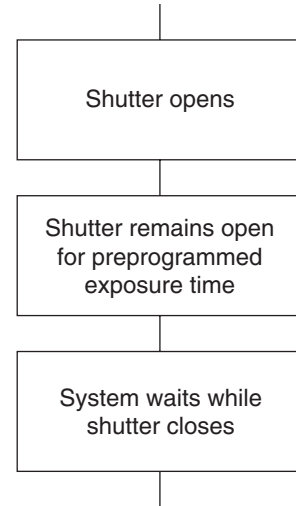 Shutter opens
Shutter remains open
for preprogrammed
exposure time
System waits while
shutter closes